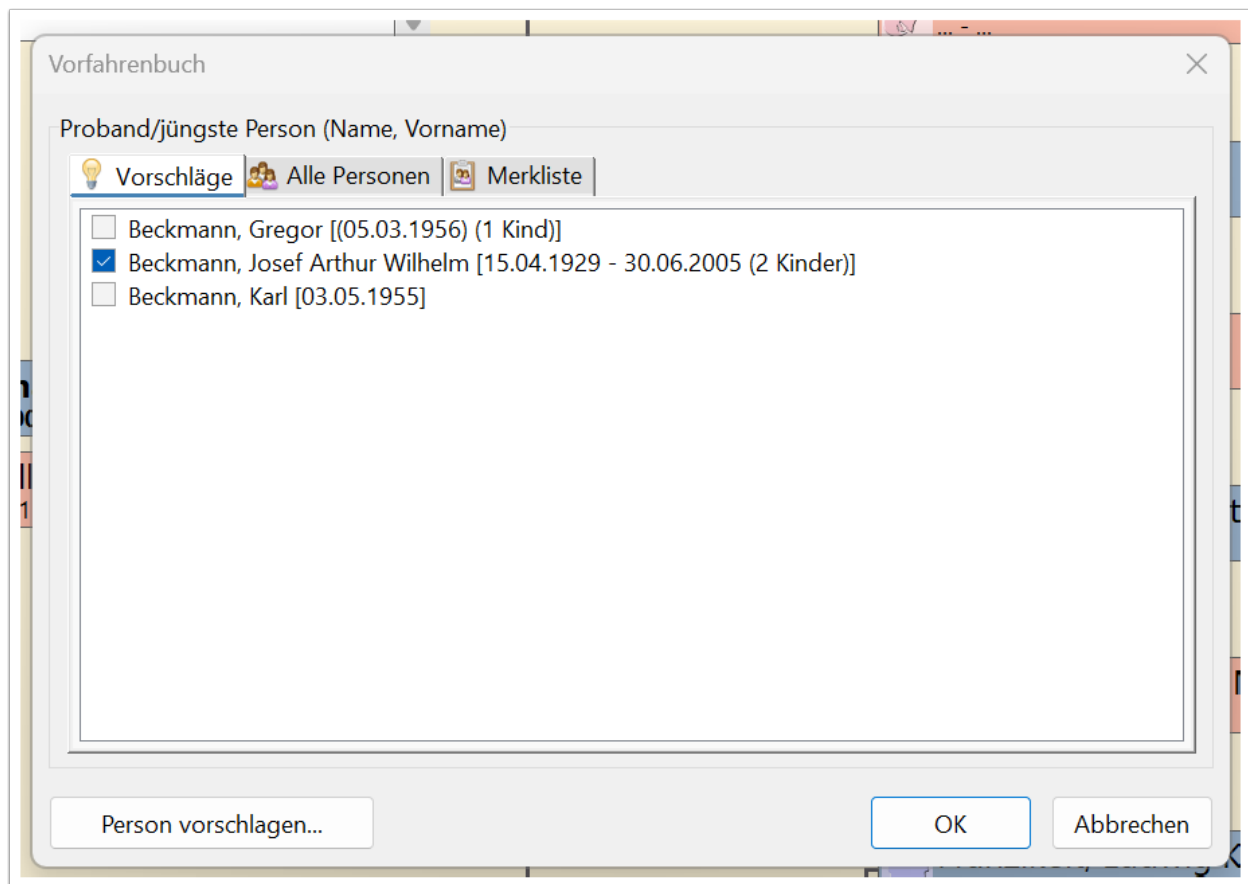 ... - ...
Vorfahrenbuch
Proband/jüngste Person (Name, Vorname)
Vorschläge
Alle Personen
Merkliste
Beckmann, Gregor [(05.03.1956) (1 Kind)]
Beckmann, Josef Arthur Wilhelm [15.04.1929 - 30.06.2005 (2 Kinder)]
Beckmann, Karl [03.05.1955]
Person vorschlagen...
OK
Abbrechen